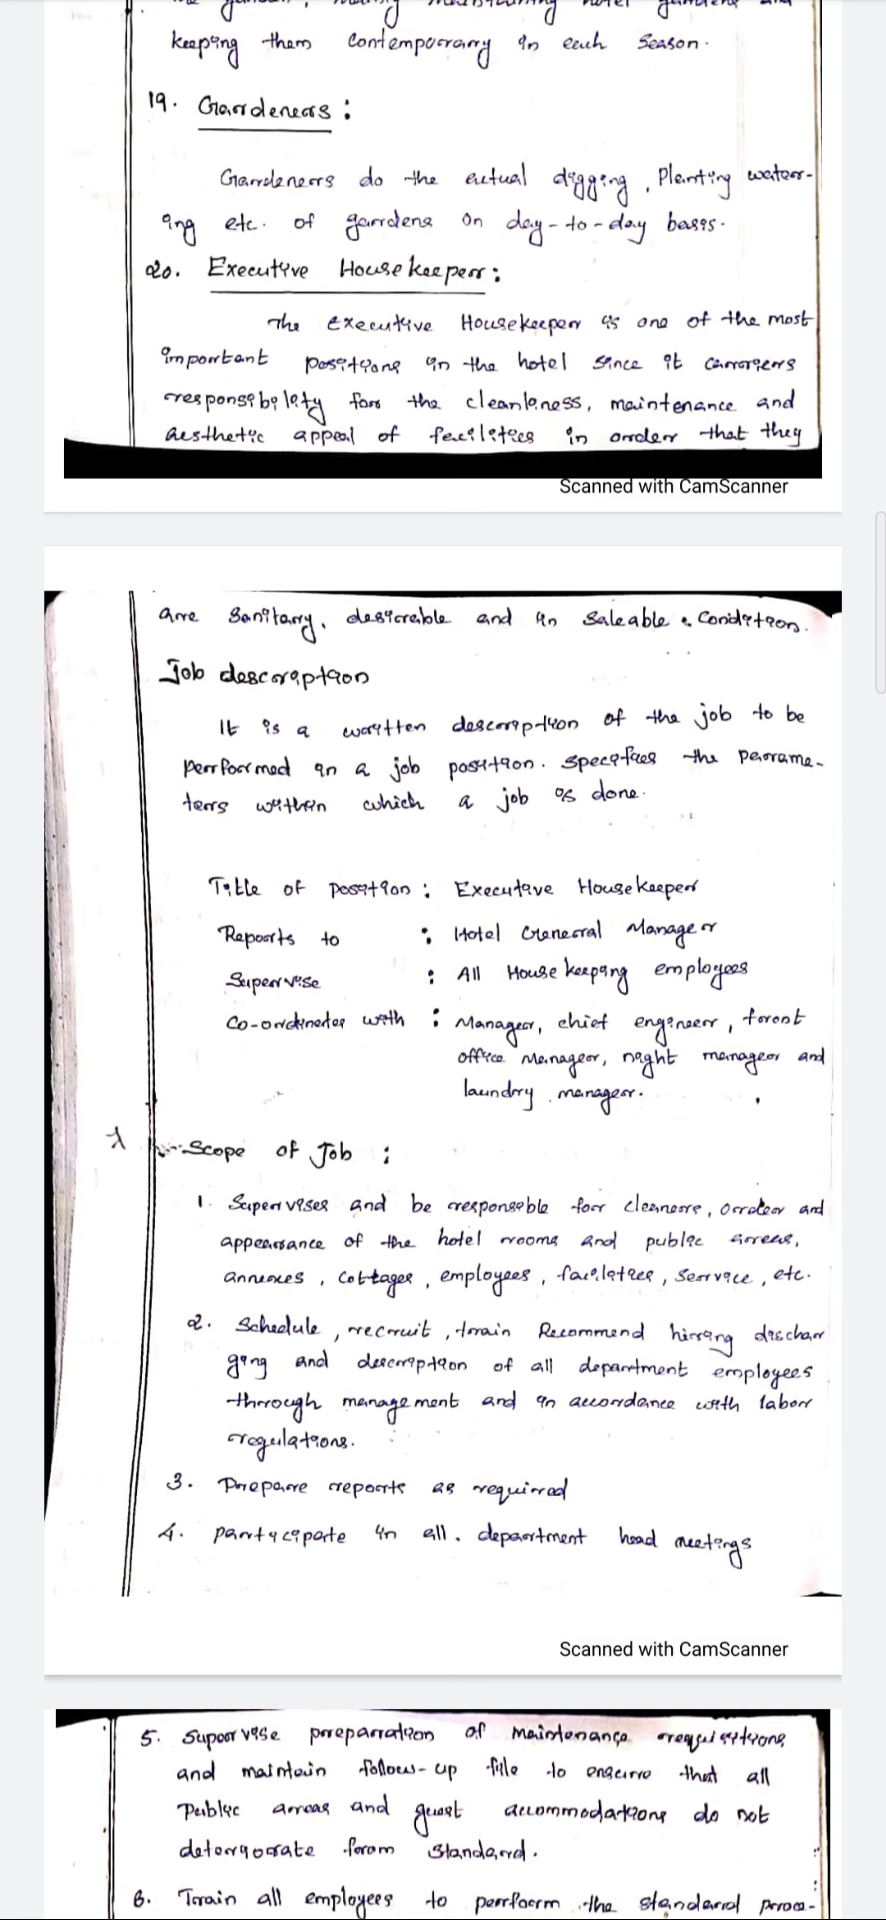 keeping them contemporary in each season.
19. Gardeners :
Gardeners do the actual digging, Planting water-
ing etc. of gardens on day-to-day basis.
20. Executive Housekeeper :
The Executive Housekeeper is one of the most
important positions in the hotel since it carriers
responsibility for the cleanleness, maintenance and
aesthetic appeal of facilities in order that they
Scanned with CamScanner
are Sanitary, desirable and in Saleable condition.
Job description
It is a written description of the job to be
performed in a job position. specifies the parame-
ters within which a job is done.
Title of position : Executive Housekeeper
Reports to : Hotel General Manager
Supervise : All House keeping employees
Co-ordinates with : Manager, chief engineer, front
office manager, night manager and
laundry manager.
Scope of Job :
1. Supervises and be responsible for cleanness, orroleor and
appearance of the hotel rooms and public areas,
annexes, cottages, employees, facilities, service, etc.
2. Schedule, recruit, train Recommend hiring dischar
ging and description of all department employees
through management and in accordance with labor
regulations.
3. Prepare reports as required
4. participate in all. department head meetings
Scanned with CamScanner
5. Supervise preparation of maintenance requisitions
and maintain follow-up file to ensure that all
Public areas and guest accommodations do not
deteriorate from standard.
6. Train all employees to perform the standard proce-